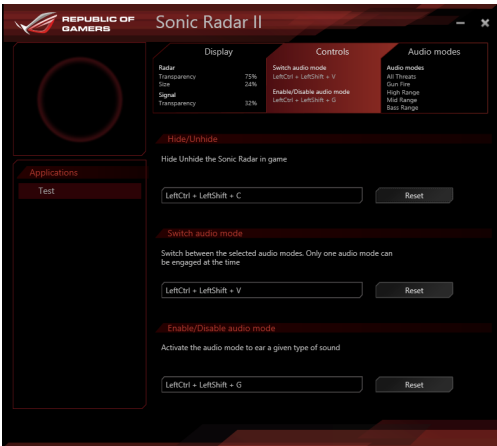 REPUBLIC OF
GAMERS
Sonic Radar II
Display
Controls
Audio modes
Radar
Transparency 75%
Size 24%
Signal
Transparency 32%
Switch audio mode
LeftCtrl + LeftShift + V
Enable/Disable audio mode
LeftCtrl + LeftShift + G
Audio modes
All Threats
Gun Fire
High Range
Mid Range
Bass Range
Applications
Test
Hide/Unhide
Hide Unhide the Sonic Radar in game
LeftCtrl + LeftShift + C
Reset
Switch audio mode
Switch between the selected audio modes. Only one audio mode can
be engaged at the time
LeftCtrl + LeftShift + V
Reset
Enable/Disable audio mode
Activate the audio mode to ear a given type of sound
LeftCtrl + LeftShift + G
Reset